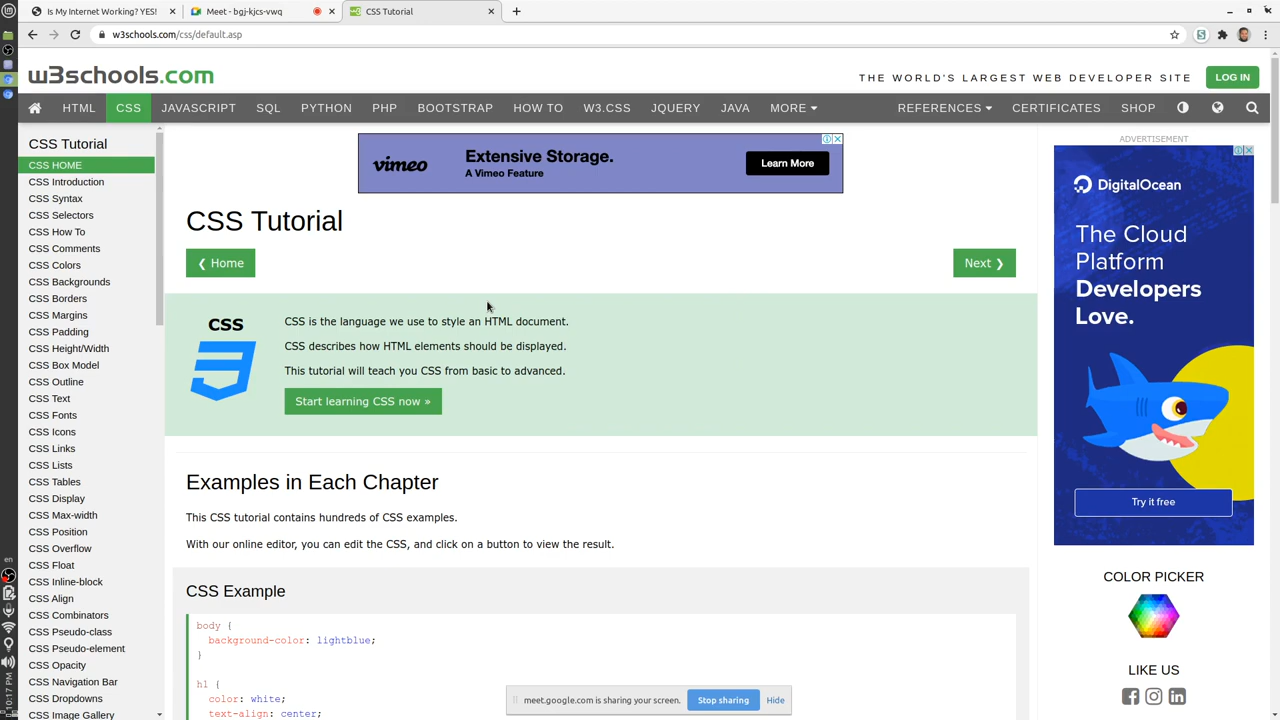 Is My Internet Working? YES!
Meet - bgj-kjcs-vwq
CSS Tutorial
w3schools.com/css/default.asp
w3schools.com
THE WORLD'S LARGEST WEB DEVELOPER SITE
LOG IN
HTML
CSS
JAVASCRIPT
SQL
PYTHON
PHP
BOOTSTRAP
HOW TO
W3.CSS
JQUERY
JAVA
MORE
REFERENCES
CERTIFICATES
SHOP
CSS Tutorial
CSS HOME
CSS Introduction
CSS Syntax
CSS Selectors
CSS How To
CSS Comments
CSS Colors
CSS Backgrounds
CSS Borders
CSS Margins
CSS Padding
CSS Height/Width
CSS Box Model
CSS Outline
CSS Text
CSS Fonts
CSS Icons
CSS Links
CSS Lists
CSS Tables
CSS Display
CSS Max-width
CSS Position
CSS Overflow
CSS Float
CSS Inline-block
CSS Align
CSS Combinators
CSS Pseudo-class
CSS Pseudo-element
CSS Opacity
CSS Navigation Bar
CSS Dropdowns
CSS Image Gallery
vimeo
Extensive Storage.
A Vimeo Feature
Learn More
CSS Tutorial
❮ Home
Next ❯
CSS
CSS is the language we use to style an HTML document.
CSS describes how HTML elements should be displayed.
This tutorial will teach you CSS from basic to advanced.
Start learning CSS now »
Examples in Each Chapter
This CSS tutorial contains hundreds of CSS examples.
With our online editor, you can edit the CSS, and click on a button to view the result.
CSS Example
body {
background-color: lightblue;
}
h1 {
color: white;
text-align: center;
ADVERTISEMENT
DigitalOcean
The Cloud
Platform
Developers
Love.
Try it free
COLOR PICKER
LIKE US
meet.google.com is sharing your screen.
Stop sharing
Hide
en
10:17 PM